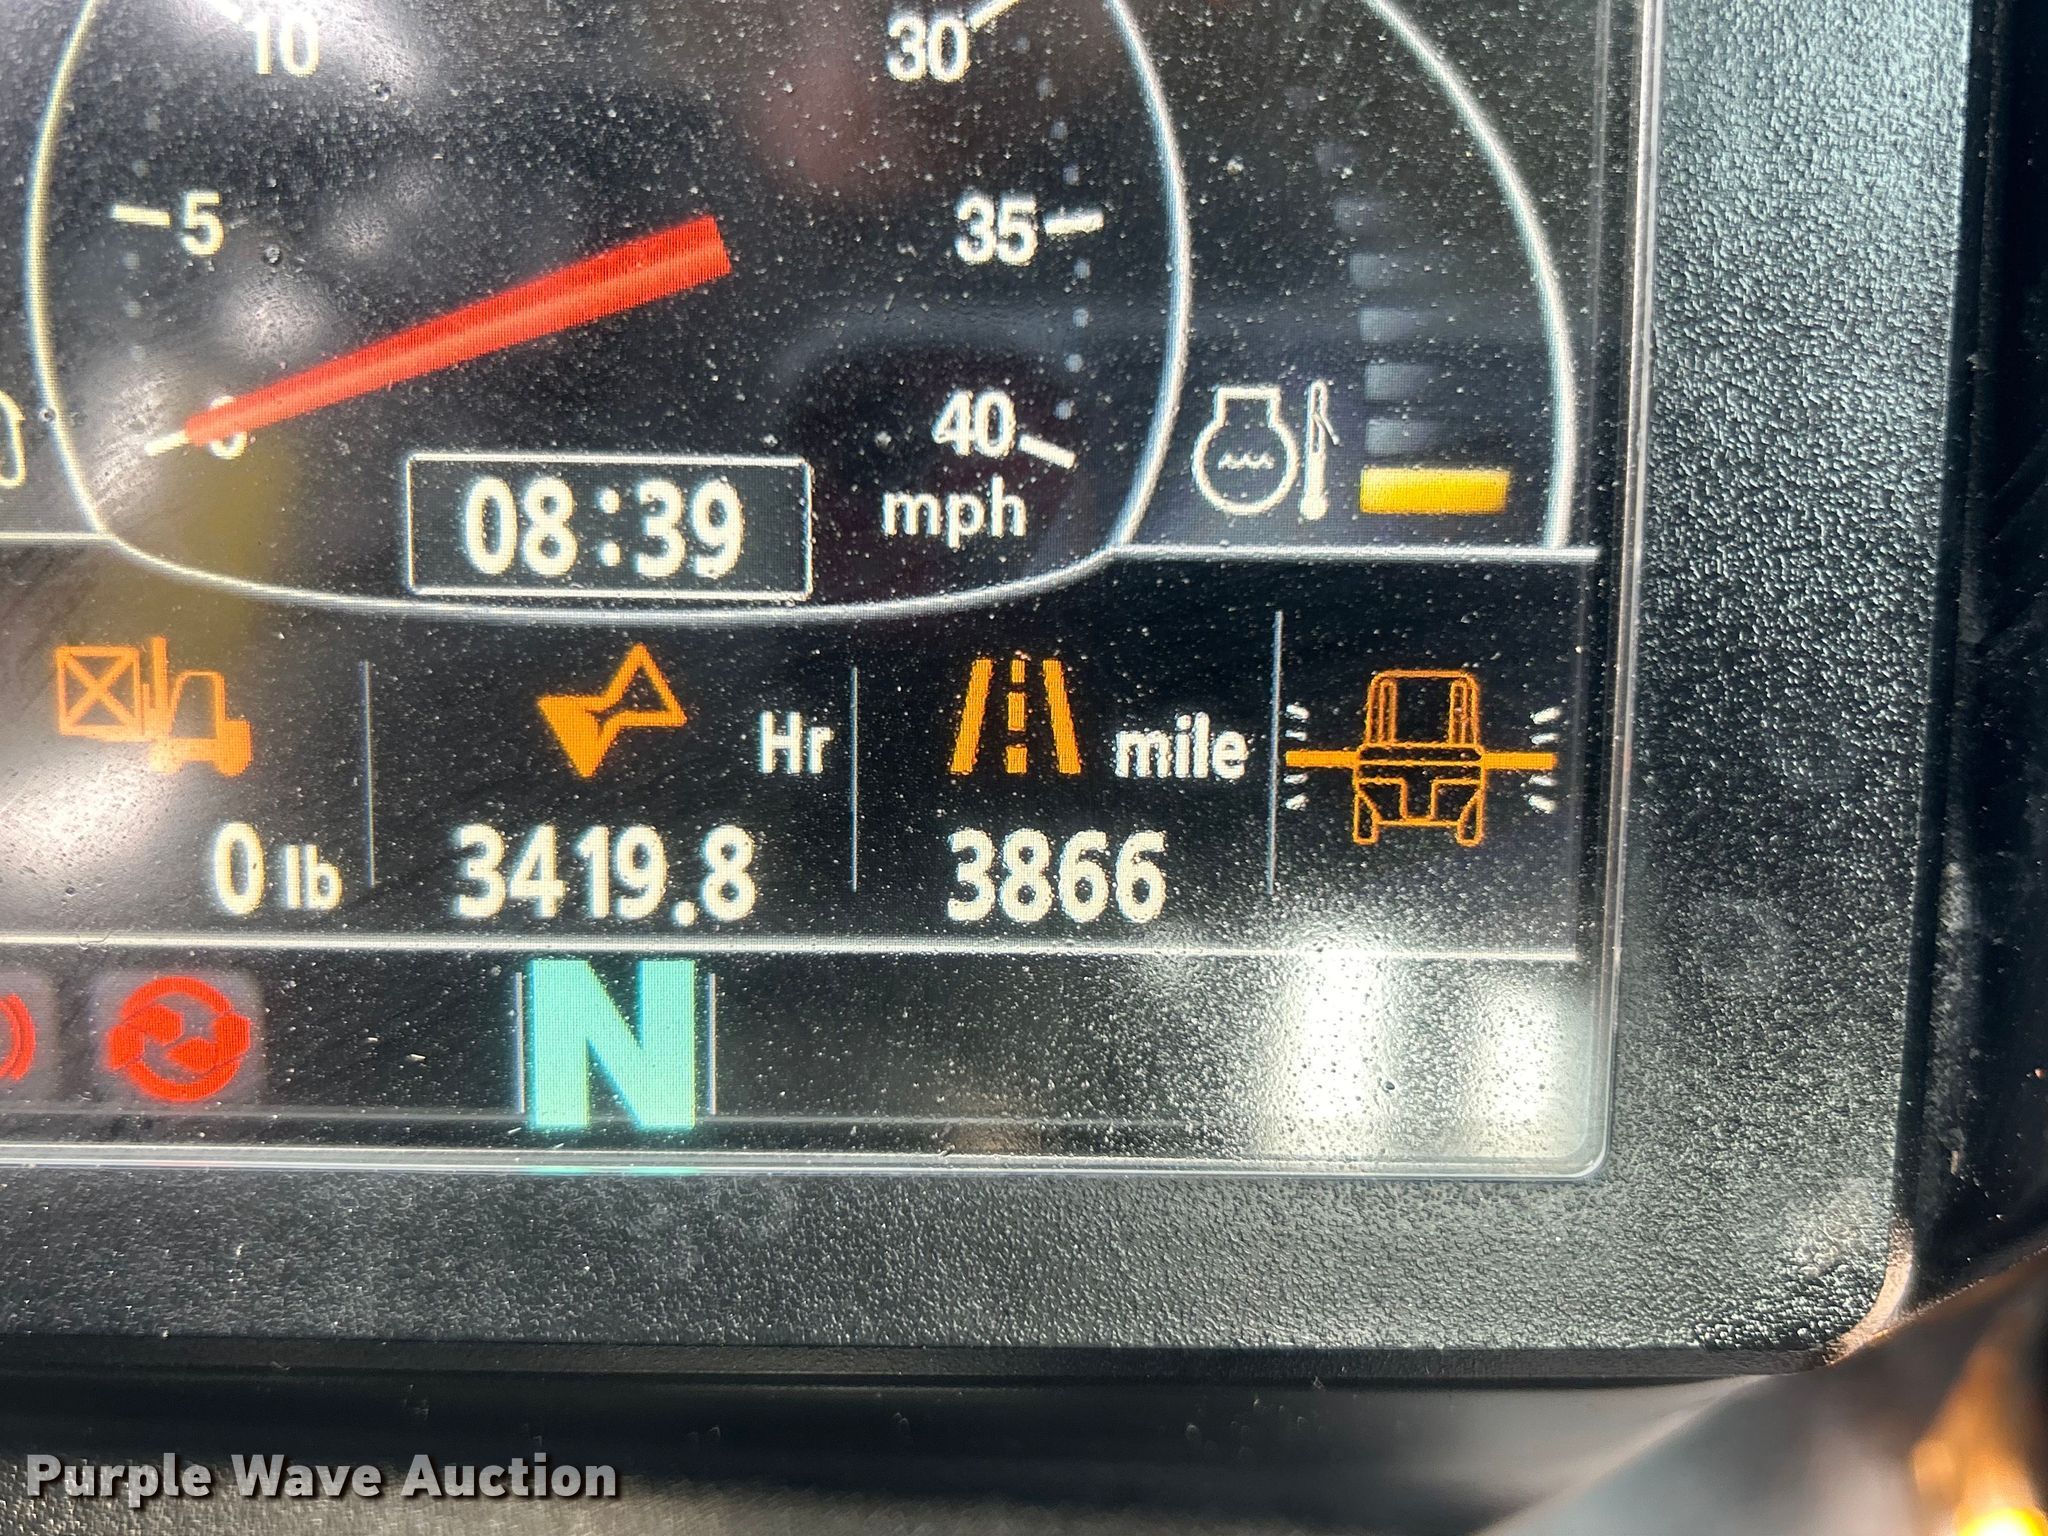 10 30
5 35
0 40
mph
08:39
Hr mile
0 lb 3419.8 3866
N
Purple Wave Auction